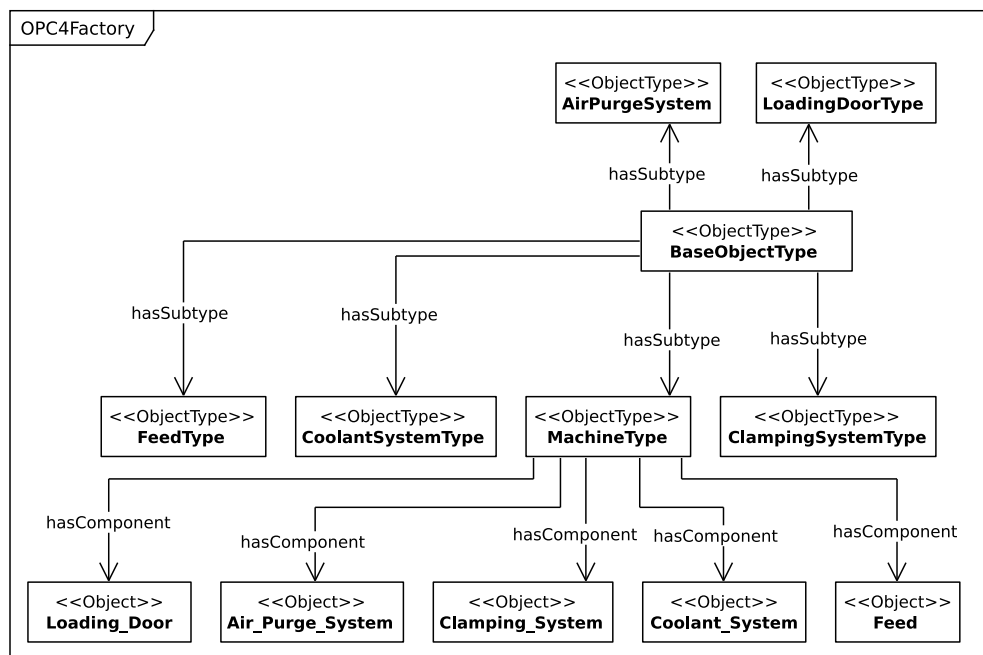 OPC4Factory
<<ObjectType>>
AirPurgeSystem
<<ObjectType>>
LoadingDoorType
hasSubtype
hasSubtype
<<ObjectType>>
BaseObjectType
hasSubtype
hasSubtype
hasSubtype
hasSubtype
<<ObjectType>>
FeedType
<<ObjectType>>
CoolantSystemType
<<ObjectType>>
MachineType
<<ObjectType>>
ClampingSystemType
hasComponent
hasComponent
hasComponent
hasComponent
hasComponent
<<Object>>
Loading_Door
<<Object>>
Air_Purge_System
<<Object>>
Clamping_System
<<Object>>
Coolant_System
<<Object>>
Feed